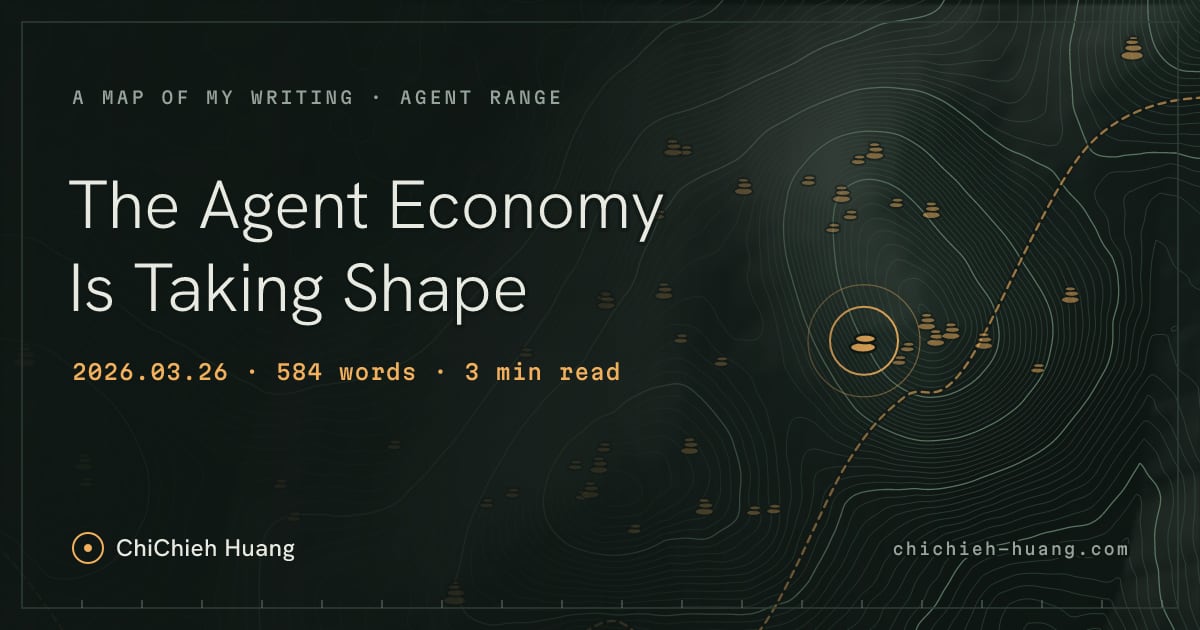 A MAP OF MY WRITING · AGENT RANGE
The Agent Economy
Is Taking Shape
2026.03.26 · 584 words · 3 min read
ChiChieh Huang
chichieh-huang.com